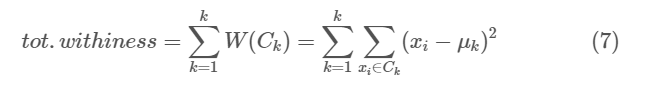 tot.withiness = \sum_{k=1}^{k} W(C_k) = \sum_{k=1}^{k} \sum_{x_i \in C_k} (x_i - \mu_k)^2 (7)